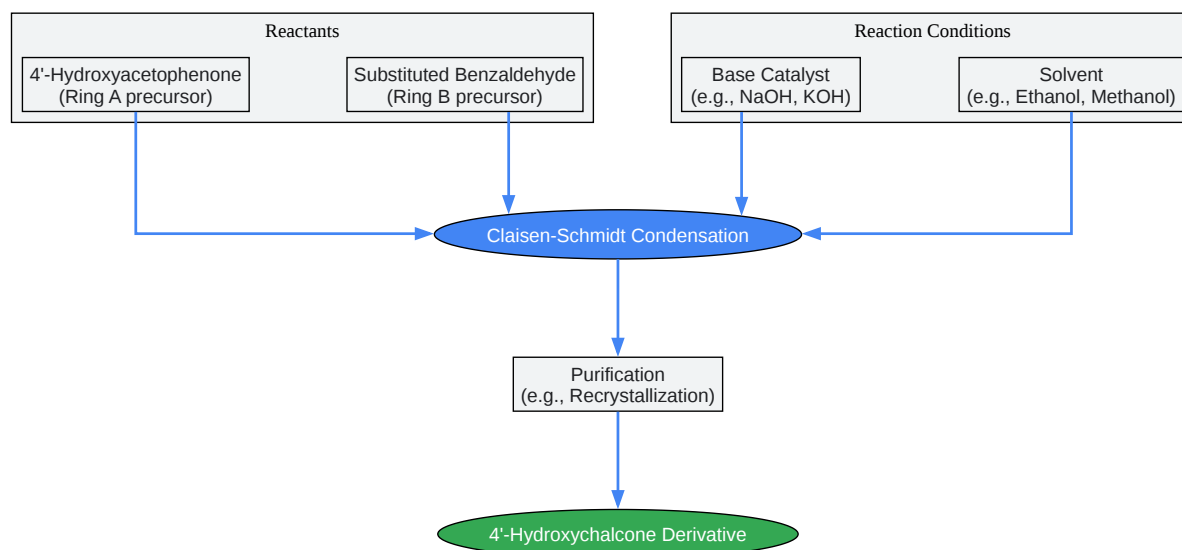 Reactants
4'-Hydroxyacetophenone
(Ring A precursor)
Substituted Benzaldehyde
(Ring B precursor)
Reaction Conditions
Base Catalyst
(e.g., NaOH, KOH)
Solvent
(e.g., Ethanol, Methanol)
Claisen-Schmidt Condensation
Purification
(e.g., Recrystallization)
4'-Hydroxychalcone Derivative